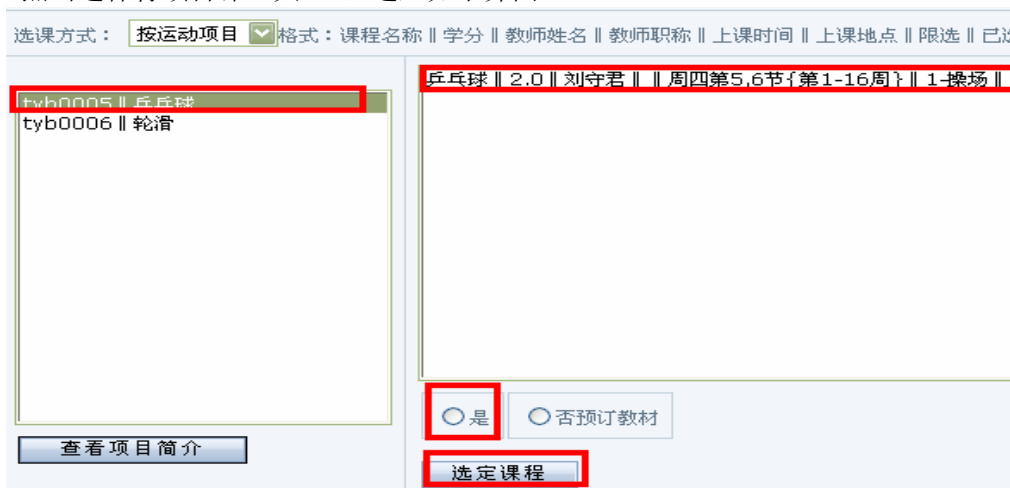 选课方式： 按运动项目 格式：课程名称‖学分‖教师姓名‖教师职称‖上课时间‖上课地点‖限选‖已选
乒乓球‖2.0‖刘守君‖‖周四第5,6节{第1-16周}‖1-操场‖
tyb0005‖乒乓球
tyb0006‖轮滑
是 否预订教材
查看项目简介
选定课程